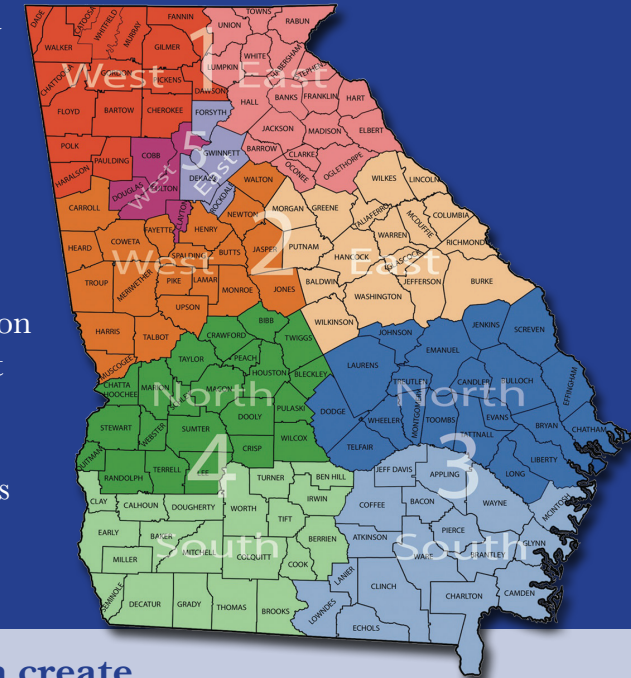 TOWNS
FANNIN
RABUN
DADE
CATOOSA
WHITFIELD
MURRAY
UNION
WALKER
GILMER
WHITE
HABERSHAM
STEPHENS
LUMPKIN
CHATTOOGA
GORDON
PICKENS
DAWSON
West 1 East
BANKS
FRANKLIN
HART
HALL
FLOYD
BARTOW
CHEROKEE
FORSYTH
JACKSON
MADISON
ELBERT
POLK
PAULDING
COBB
5
GWINNETT
BARROW
CLARKE
OCONEE
OGLETHORPE
HARALSON
DOUGLAS
FULTON
DEKALB
ROCKDALE
WALTON
West
East
WILKES
LINCOLN
CARROLL
CLAYTON
NEWTON
MORGAN
GREENE
TALIAFERRO
MCDUFFIE
COLUMBIA
FAYETTE
HENRY
HEARD
COWETA
SPALDING
BUTTS
JASPER
PUTNAM
HANCOCK
WARREN
GLASCOCK
RICHMOND
West 2 East
TROUP
MERIWETHER
PIKE
LAMAR
MONROE
JONES
BALDWIN
WASHINGTON
JEFFERSON
BURKE
UPSON
on
HARRIS
TALBOT
BIBB
WILKINSON
JENKINS
SCREVEN
CRAWFORD
TWIGGS
JOHNSON
EMANUEL
MUSCOGEE
TAYLOR
PEACH
HOUSTON
BLECKLEY
LAURENS
t
CHATTA
HOOCHEE
MARION
MACON
TREUTLEN
CANDLER
BULLOCH
EFFINGHAM
North
North
STEWART
WEBSTER
SUMTER
DOOLY
PULASKI
DODGE
WHEELER
MONTGOMERY
TOOMBS
EVANS
TATTNALL
BRYAN
CHATHAM
QUITMAN
CRISP
WILCOX
TELFAIR
LIBERTY
RANDOLPH
TERRELL
LEE
4
3
TURNER
BEN HILL
JEFF DAVIS
APPLING
LONG
s
CLAY
CALHOUN
DOUGHERTY
WORTH
IRWIN
COFFEE
BACON
WAYNE
MCINTOSH
TIFT
EARLY
BAKER
MITCHELL
COLQUITT
BERRIEN
ATKINSON
PIERCE
WARE
BRANTLEY
GLYNN
South
South
MILLER
COOK
LANIER
CLINCH
CHARLTON
CAMDEN
SEMINOLE
DECATUR
GRADY
THOMAS
BROOKS
LOWNDES
ECHOLS
create